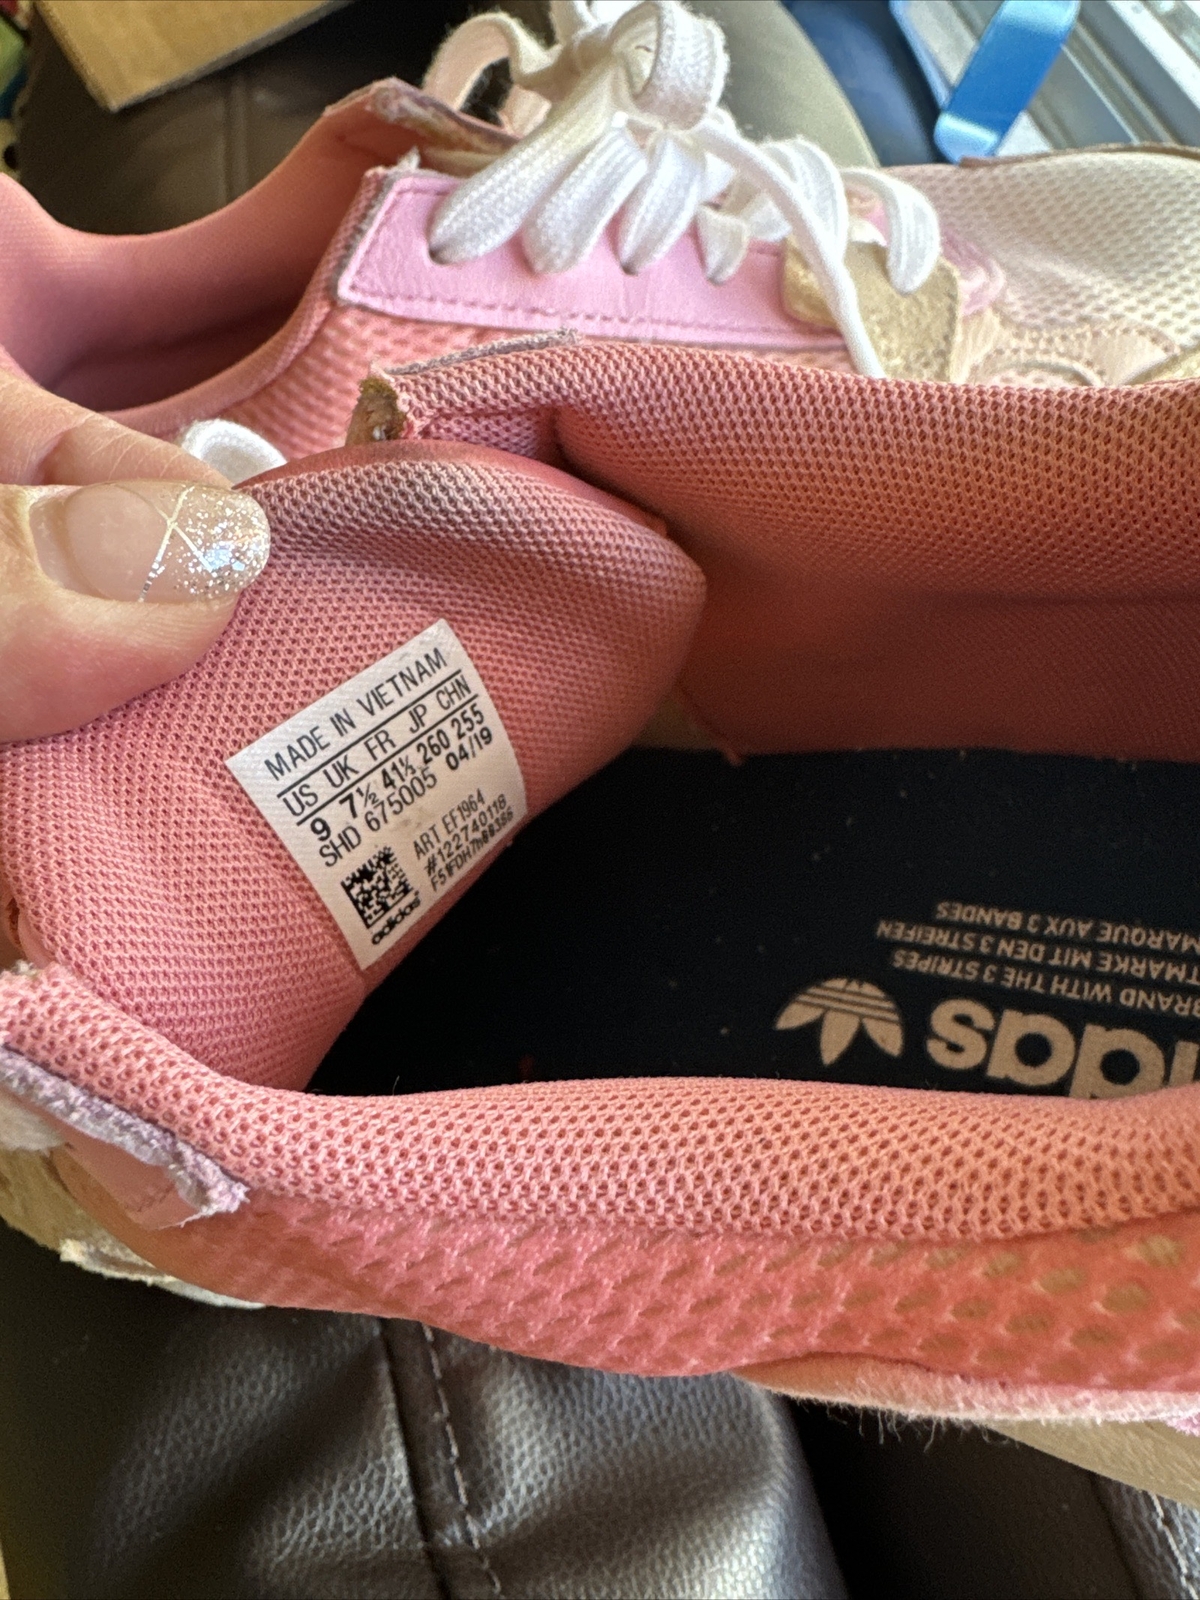 MADE IN VIETNAM
US UK FR JP CHN
9 7½ 41⅓ 260 255
SHD 675005 04/19
ART EF1964
#122740118
adidas
BRAND WITH THE 3 STRIPES
MARKE MIT DEN 3 STREIFEN
MARQUE AUX 3 BANDES